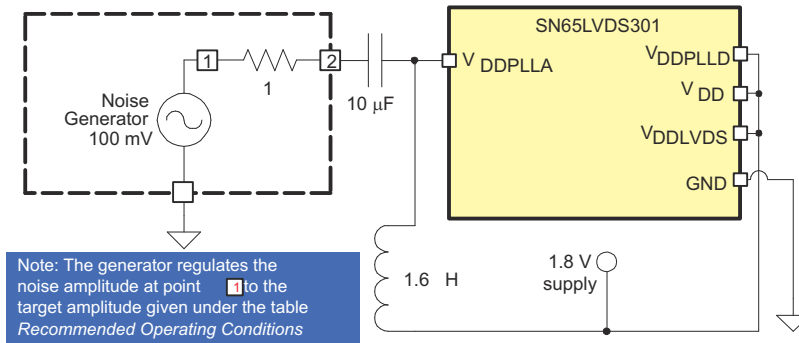 SN65LVDS301
1
2
1
10 μF
Noise
Generator
100 mV
V DDPLLA
VDDPLLD
V DD
VDDLVDS
GND
1.6 H
1.8 V
supply
Note: The generator regulates the
noise amplitude at point 1 to the
target amplitude given under the table
Recommended Operating Conditions